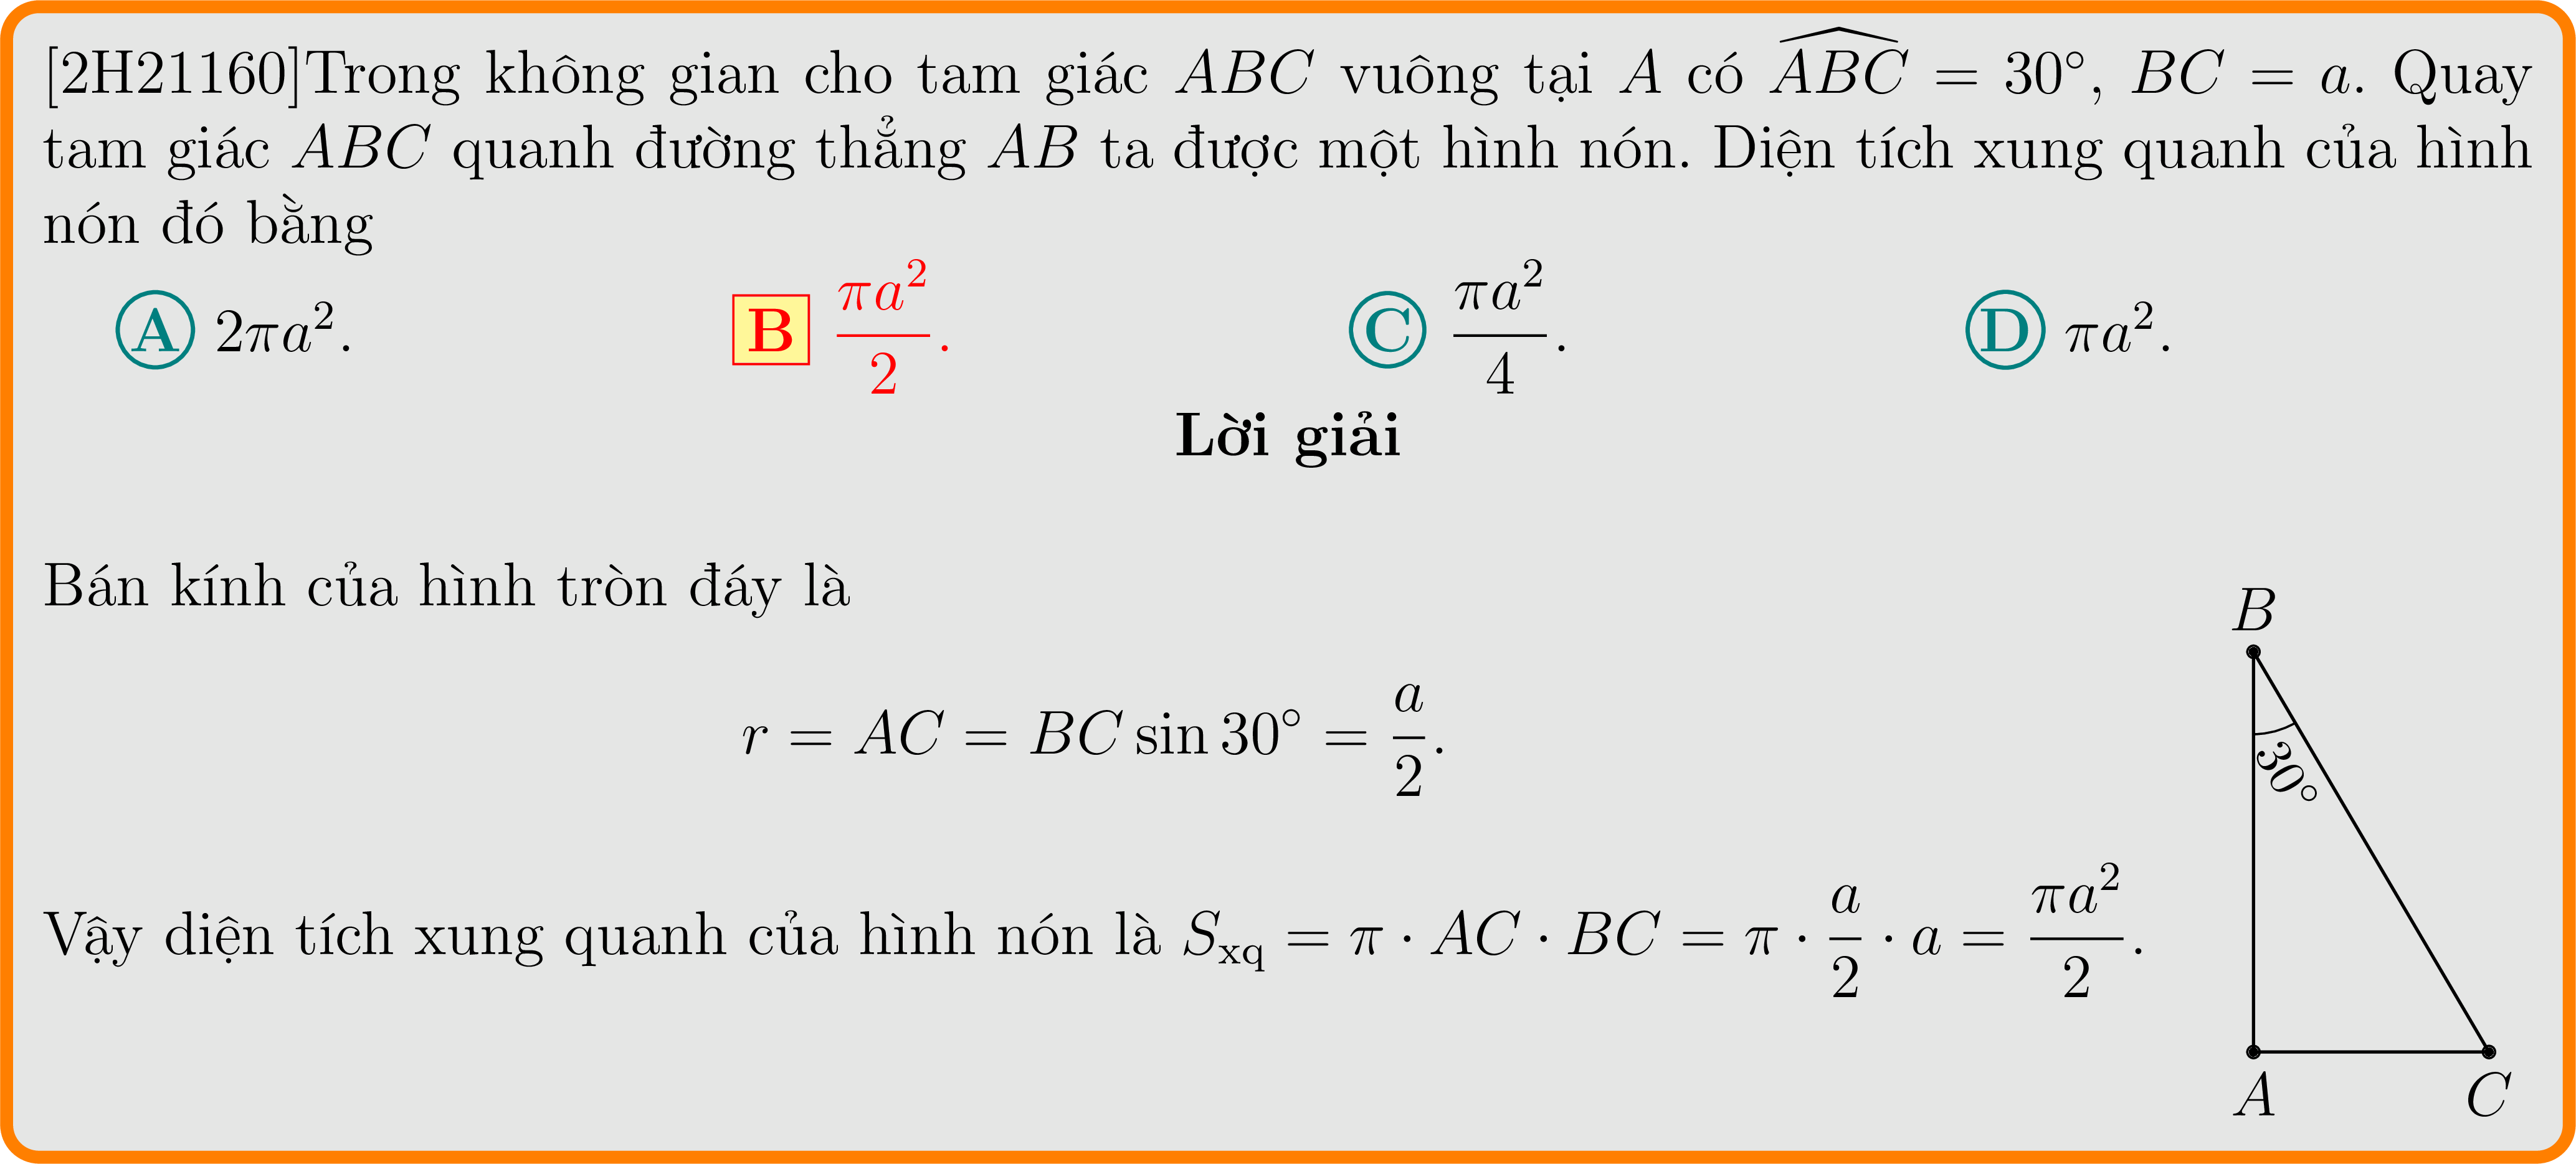 [2H21160]Trong không gian cho tam giác $ABC$ vuông tại $A$ có $\widehat{ABC} = 30^\circ$, $BC = a$. Quay
tam giác $ABC$ quanh đường thẳng $AB$ ta được một hình nón. Diện tích xung quanh của hình
nón đó bằng
A $2\pi a^2$. B $\frac{\pi a^2}{2}$. C $\frac{\pi a^2}{4}$. D $\pi a^2$.
Lời giải
Bán kính của hình tròn đáy là
$r = AC = BC \sin 30^\circ = \frac{a}{2}$.
Vậy diện tích xung quanh của hình nón là $S_{\text{xq}} = \pi \cdot AC \cdot BC = \pi \cdot \frac{a}{2} \cdot a = \frac{\pi a^2}{2}$.
B
30°
A C